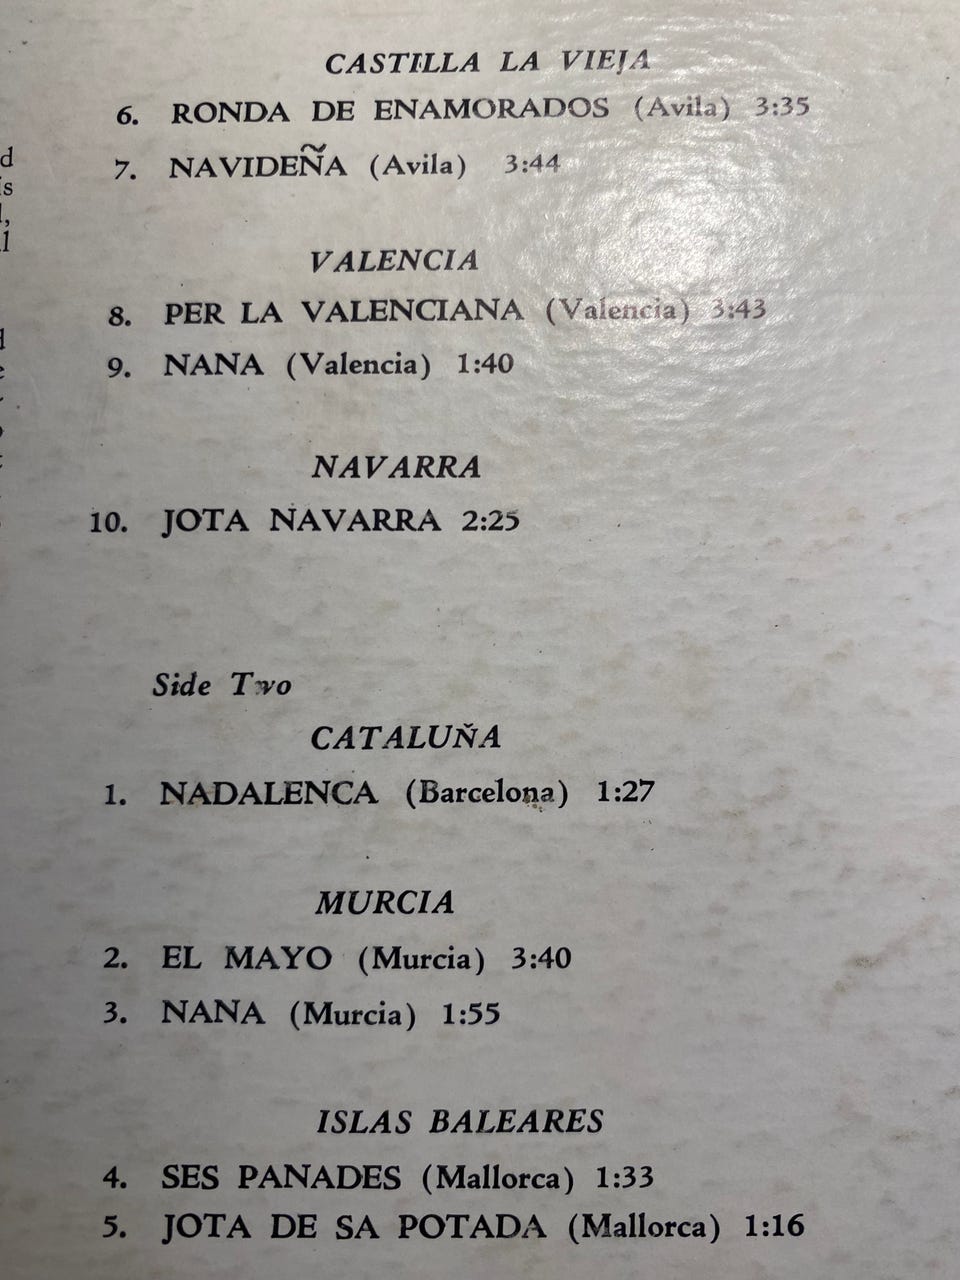 CASTILLA LA VIEJA
6. RONDA DE ENAMORADOS (Avila) 3:35
7. NAVIDEÑA (Avila) 3:44
VALENCIA
8. PER LA VALENCIANA (Valencia) 3:43
9. NANA (Valencia) 1:40
NAVARRA
10. JOTA NAVARRA 2:25
Side Two
CATALUÑA
1. NADALENCA (Barcelona) 1:27
MURCIA
2. EL MAYO (Murcia) 3:40
3. NANA (Murcia) 1:55
ISLAS BALEARES
4. SES PANADES (Mallorca) 1:33
5. JOTA DE SA POTADA (Mallorca) 1:16